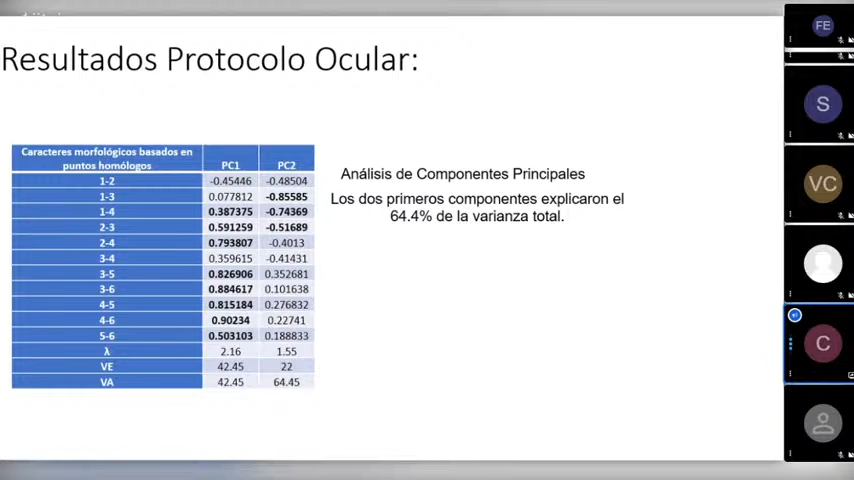 Resultados Protocolo Ocular:
Caracteres morfológicos basados en
puntos homólogos PC1 PC2
1-2 -0.45446 -0.48504
1-3 0.077812 -0.85585
1-4 0.387375 -0.74369
2-3 0.591259 -0.51689
2-4 0.793807 -0.4013
3-4 0.359615 -0.41431
3-5 0.826906 0.352681
3-6 0.884617 0.101638
4-5 0.815184 0.276832
4-6 0.90234 0.22741
5-6 0.503103 0.188833
λ 2.16 1.55
VE 42.45 22
VA 42.45 64.45
Análisis de Componentes Principales
Los dos primeros componentes explicaron el
64.4% de la varianza total.
FE
S
VC
C